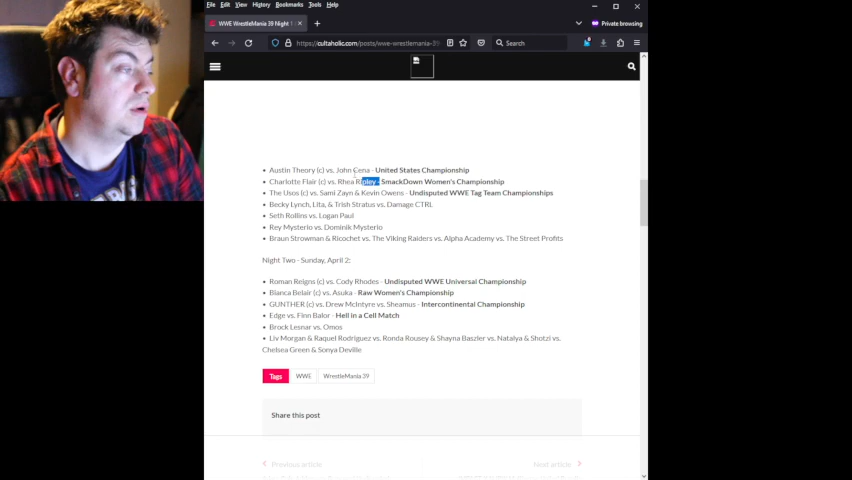 File Edit View History Bookmarks Tools Help
WWE WrestleMania 39 Night 1
Private browsing
https://cultaholic.com/posts/wwe-wrestlemania-39
Search
• Austin Theory (c) vs. John Cena - United States Championship
• Charlotte Flair (c) vs. Rhea Ripley - SmackDown Women's Championship
• The Usos (c) vs. Sami Zayn & Kevin Owens - Undisputed WWE Tag Team Championships
• Becky Lynch, Lita, & Trish Stratus vs. Damage CTRL
• Seth Rollins vs. Logan Paul
• Rey Mysterio vs. Dominik Mysterio
• Braun Strowman & Ricochet vs. The Viking Raiders vs. Alpha Academy vs. The Street Profits
Night Two - Sunday, April 2:
• Roman Reigns (c) vs. Cody Rhodes - Undisputed WWE Universal Championship
• Bianca Belair (c) vs. Asuka - Raw Women's Championship
• GUNTHER (c) vs. Drew McIntyre vs. Sheamus - Intercontinental Championship
• Edge vs. Finn Balor - Hell in a Cell Match
• Brock Lesnar vs. Omos
• Liv Morgan & Raquel Rodriguez vs. Ronda Rousey & Shayna Baszler vs. Natalya & Shotzi vs.
Chelsea Green & Sonya Deville
Tags WWE WrestleMania 39
Share this post
Previous article
Next article